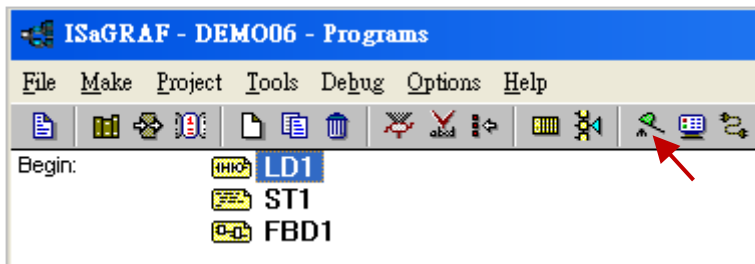 ISaGRAF - DEMO06 - Programs
File Make Project Tools Debug Options Help
Begin: LD1
ST1
FBD1